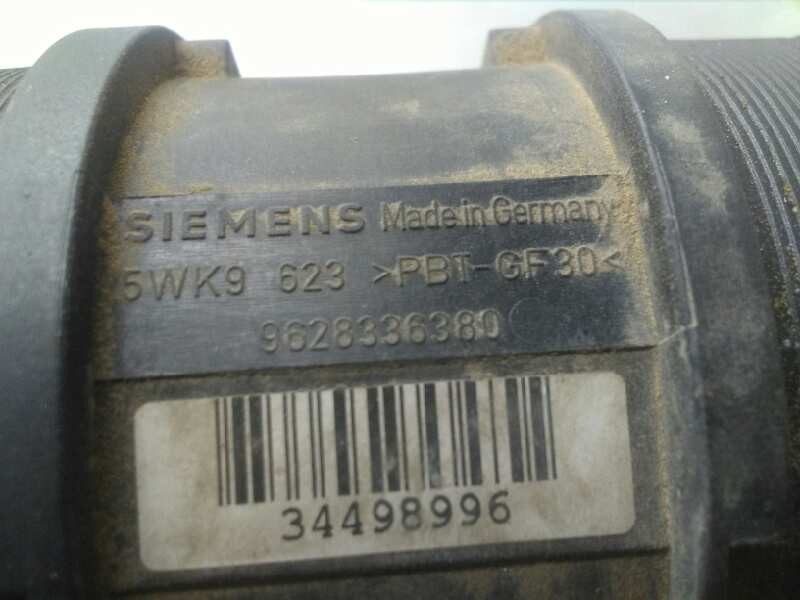 SIEMENS Made in Germany
5WK9 623 >PBT-GF30<
9628336380
34498996